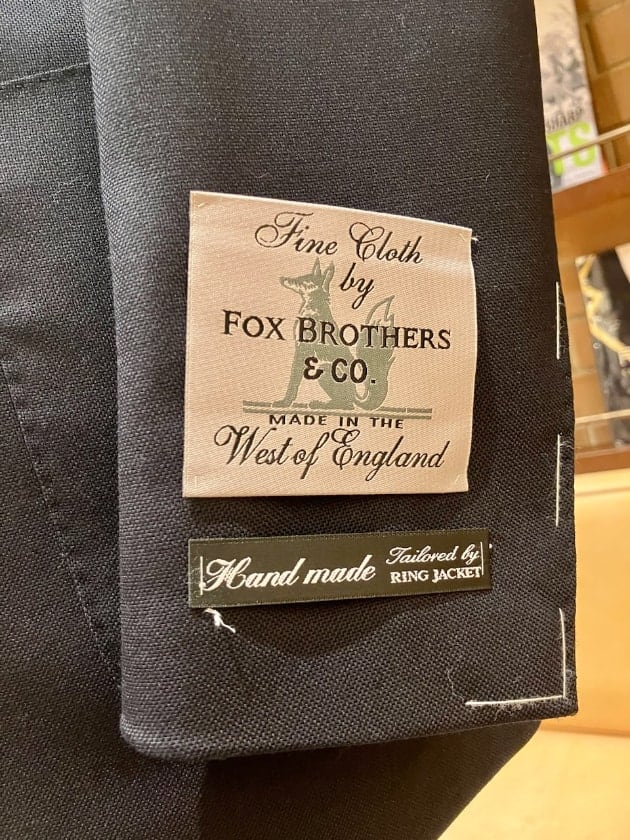 Fine Cloth
by
FOX BROTHERS
& CO.
MADE IN THE
West of England
Hand made
Tailored by
RING JACKET